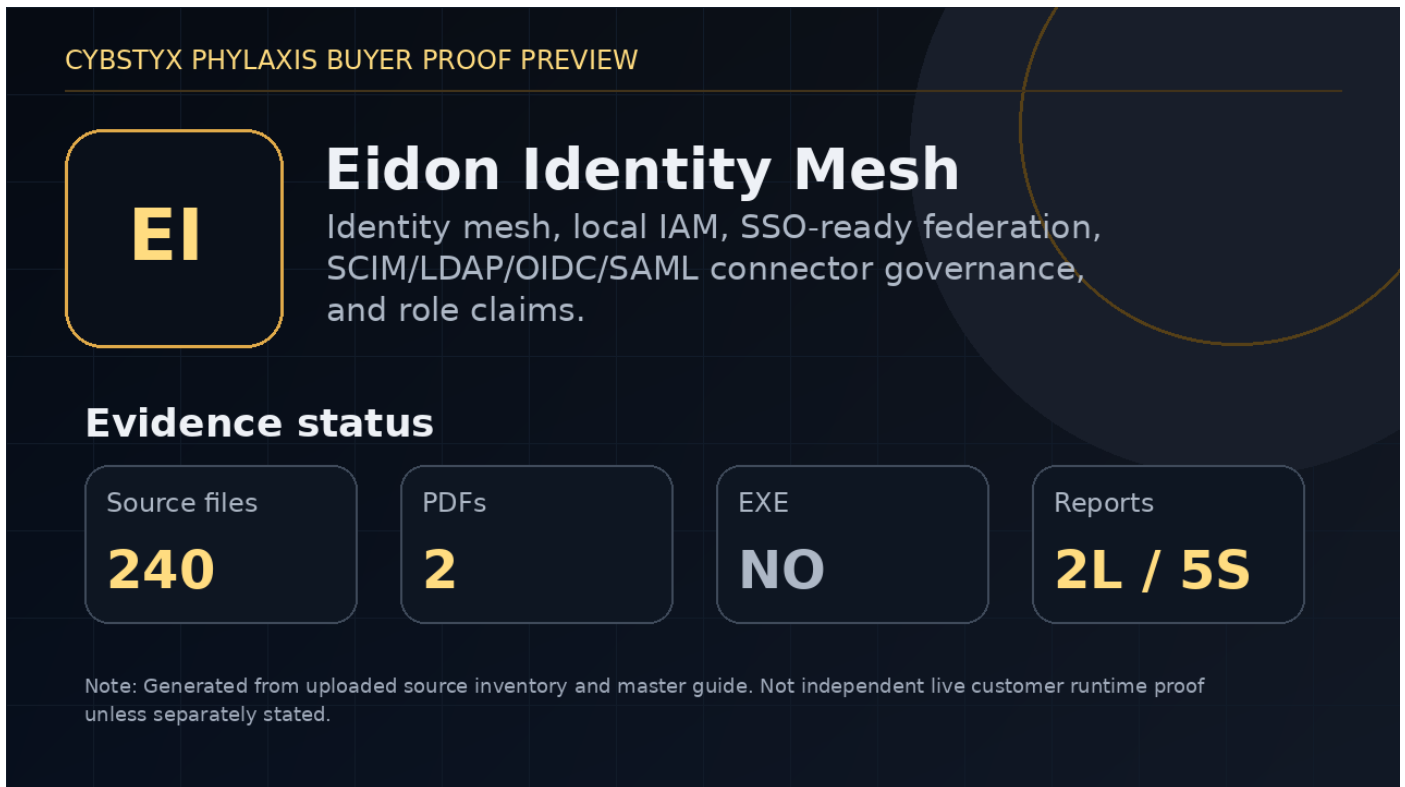 CYBSTYX PHYLAXIS BUYER PROOF PREVIEW
EI
Eidon Identity Mesh
Identity mesh, local IAM, SSO-ready federation,
SCIM/LDAP/OIDC/SAML connector governance,
and role claims.
Evidence status
Source files
240
PDFs
2
EXE
NO
Reports
2L / 5S
Note: Generated from uploaded source inventory and master guide. Not independent live customer runtime proof
unless separately stated.